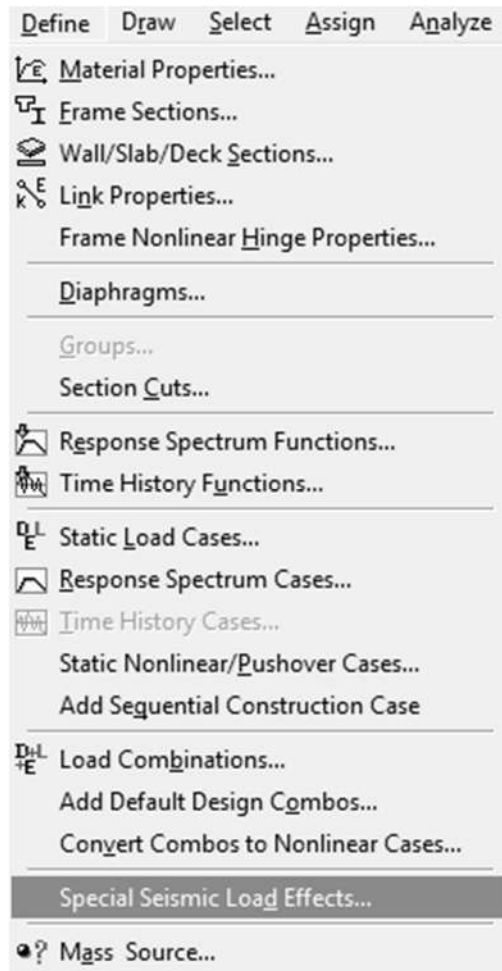 Define Draw Select Assign Analyze
Material Properties...
Frame Sections...
Wall/Slab/Deck Sections...
Link Properties...
Frame Nonlinear Hinge Properties...
Diaphragms...
Groups...
Section Cuts...
Response Spectrum Functions...
Time History Functions...
Static Load Cases...
Response Spectrum Cases...
Time History Cases...
Static Nonlinear/Pushover Cases...
Add Sequential Construction Case
Load Combinations...
Add Default Design Combos...
Convert Combos to Nonlinear Cases...
Special Seismic Load Effects...
Mass Source...